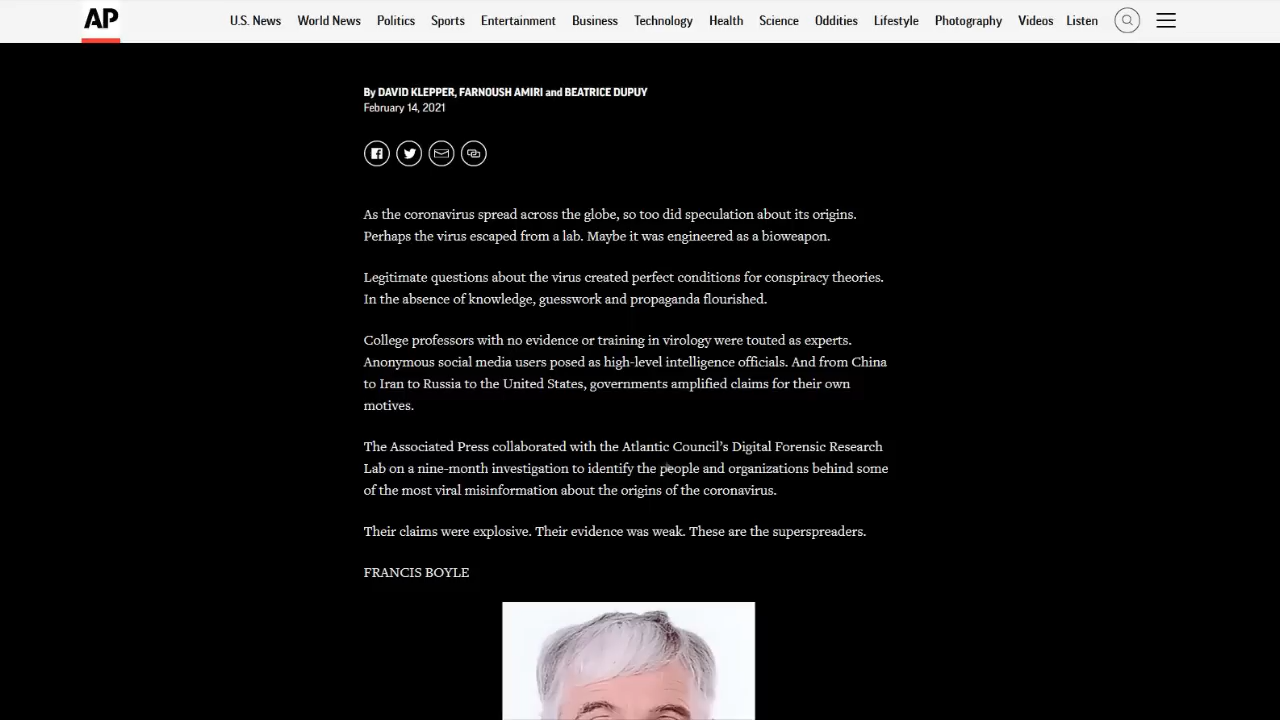 AP
U.S. News World News Politics Sports Entertainment Business Technology Health Science Oddities Lifestyle Photography Videos Listen
By DAVID KLEPPER, FARNOUSH AMIRI and BEATRICE DUPUY
February 14, 2021
As the coronavirus spread across the globe, so too did speculation about its origins.
Perhaps the virus escaped from a lab. Maybe it was engineered as a bioweapon.
Legitimate questions about the virus created perfect conditions for conspiracy theories.
In the absence of knowledge, guesswork and propaganda flourished.
College professors with no evidence or training in virology were touted as experts.
Anonymous social media users posed as high-level intelligence officials. And from China
to Iran to Russia to the United States, governments amplified claims for their own
motives.
The Associated Press collaborated with the Atlantic Council’s Digital Forensic Research
Lab on a nine-month investigation to identify the people and organizations behind some
of the most viral misinformation about the origins of the coronavirus.
Their claims were explosive. Their evidence was weak. These are the superspreaders.
FRANCIS BOYLE